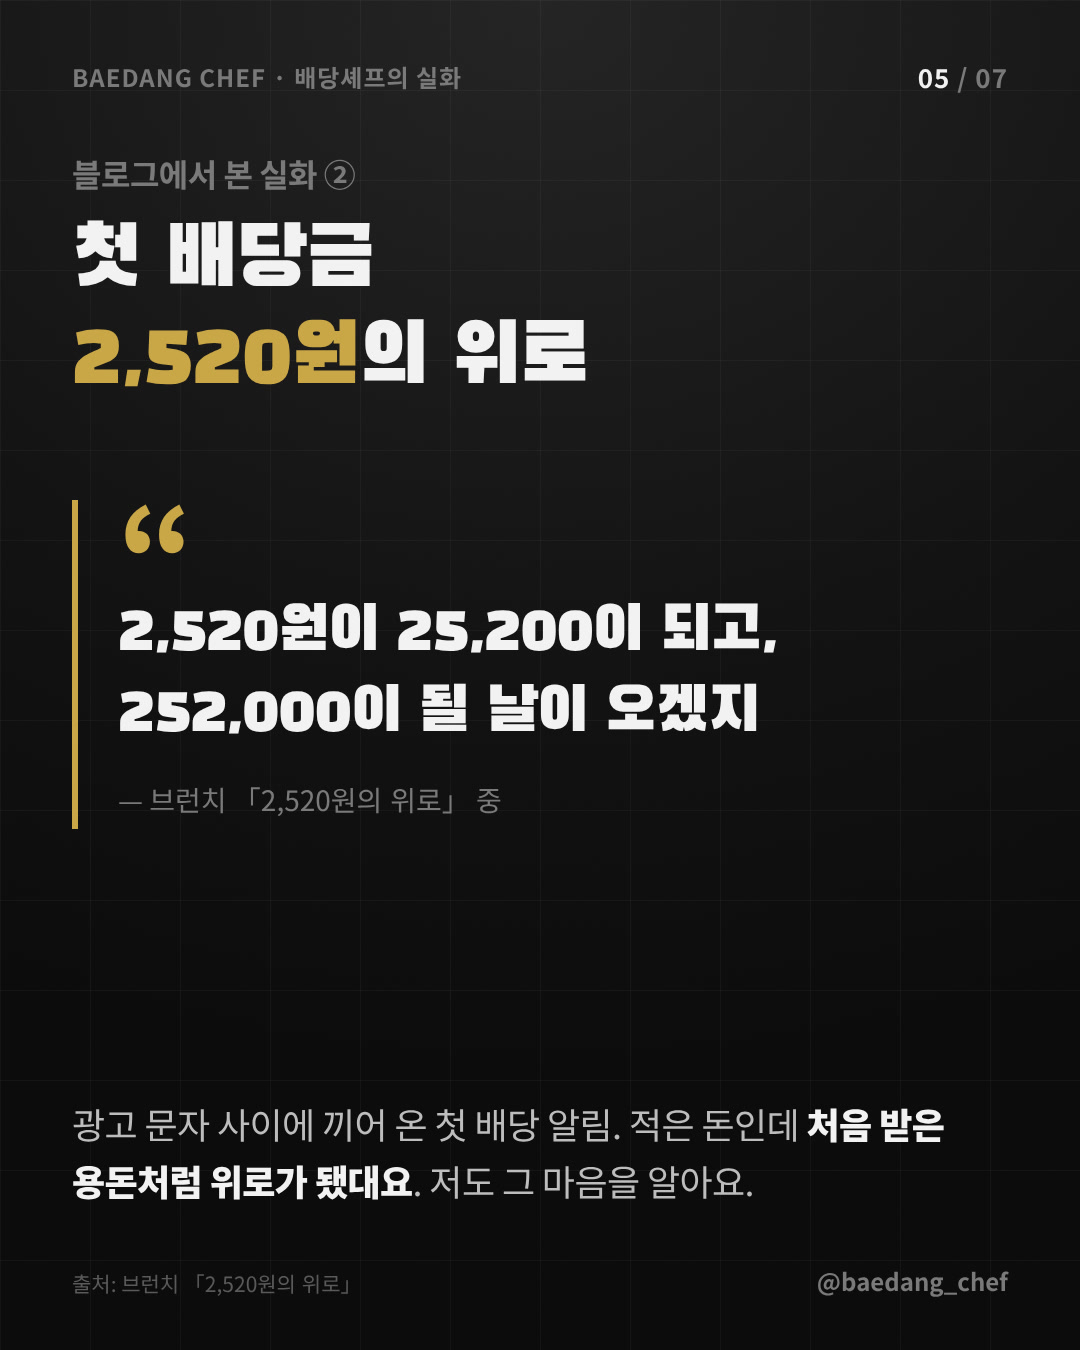 BAEDANG CHEF · 배당셰프의 실화
05 / 07
블로그에서 본 실화 ②
첫 배당금
2,520원의 위로
“
2,520원이 25,200이 되고,
252,000이 될 날이 오겠지
— 브런치 「2,520원의 위로」 중
광고 문자 사이에 끼어 온 첫 배당 알림. 적은 돈인데 처음 받은
용돈처럼 위로가 됐대요. 저도 그 마음을 알아요.
출처: 브런치 「2,520원의 위로」
@baedang_chef